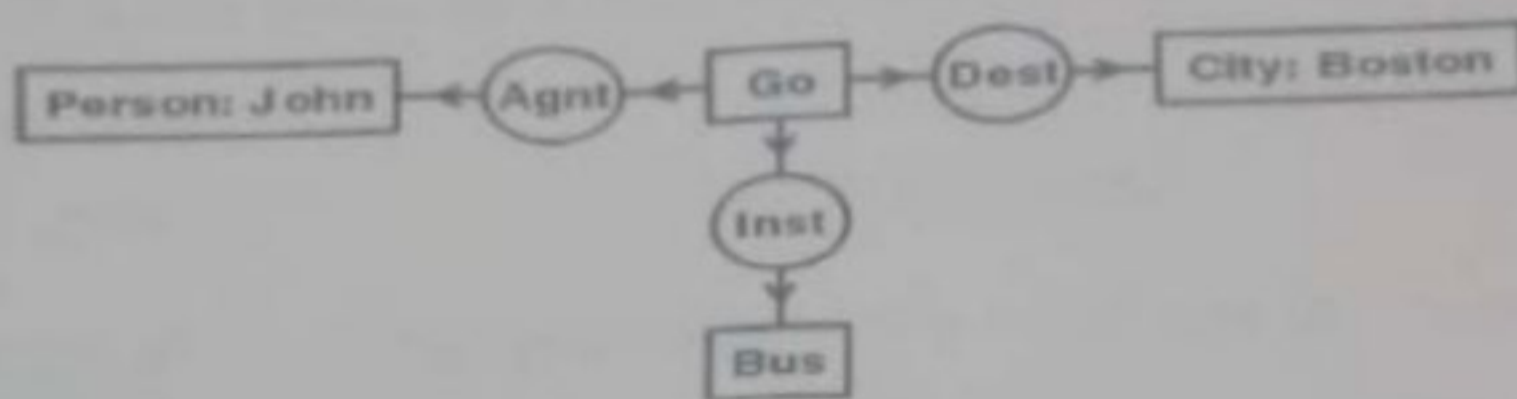 Person: John
Agnt
Go
Dest
City: Boston
Inst
Bus